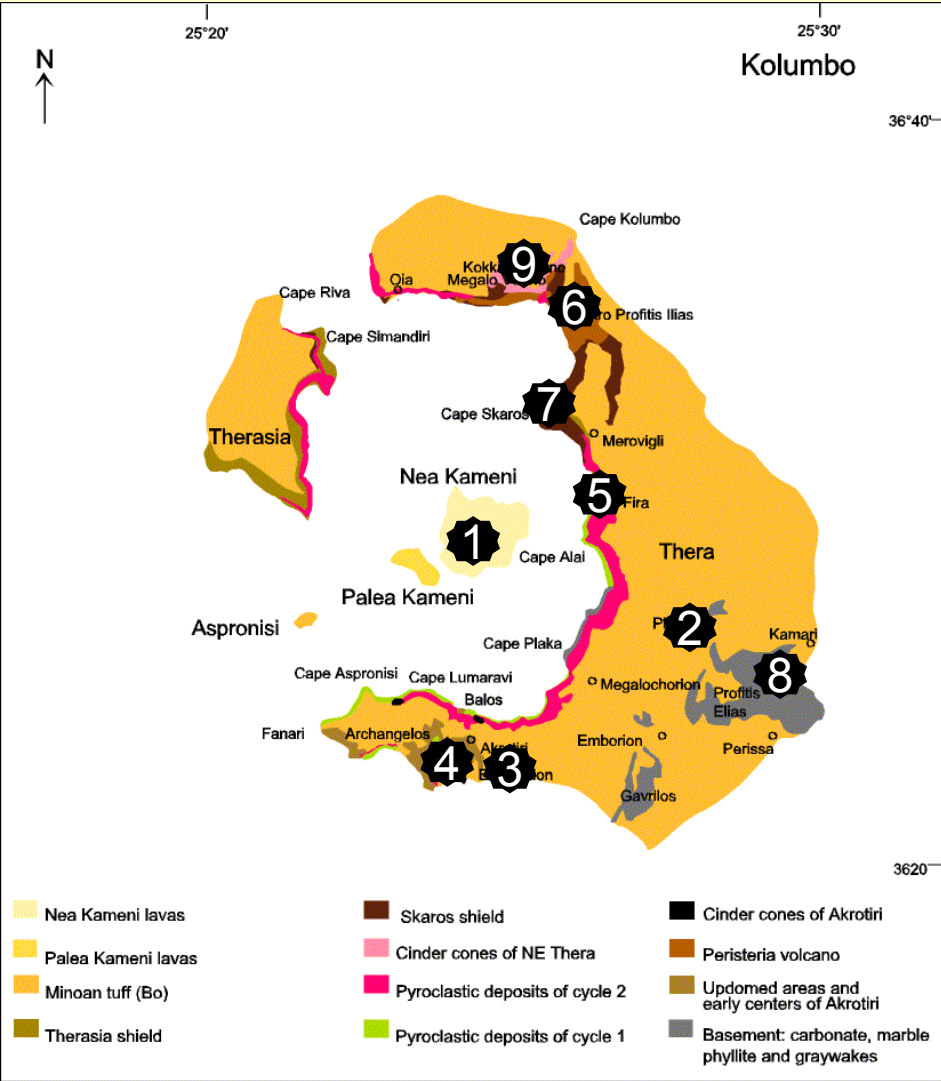 25°20'
25°30'
N
Kolumbo
36°40'
Cape Kolumbo
9
Oia
Megalo
Cape Riva
6
Profitis Ilias
Cape Simandiri
7
Cape Skaros
Therasia
Merovigli
Nea Kameni
5
Fira
1
Cape Alai
Thera
Palea Kameni
Aspronisi
2
Kamari
Cape Plaka
Cape Aspronisi
Cape Lumaravi
8
Megalochorion
Profitis
Elias
Balos
Fanari
Archangelos
Emborion
Perissa
4
3
Gavrilos
3620
Nea Kameni lavas
Palea Kameni lavas
Minoan tuff (Bo)
Therasia shield
Skaros shield
Cinder cones of NE Thera
Pyroclastic deposits of cycle 2
Pyroclastic deposits of cycle 1
Cinder cones of Akrotiri
Peristeria volcano
Updomed areas and
early centers of Akrotiri
Basement: carbonate, marble
phyllite and graywakes